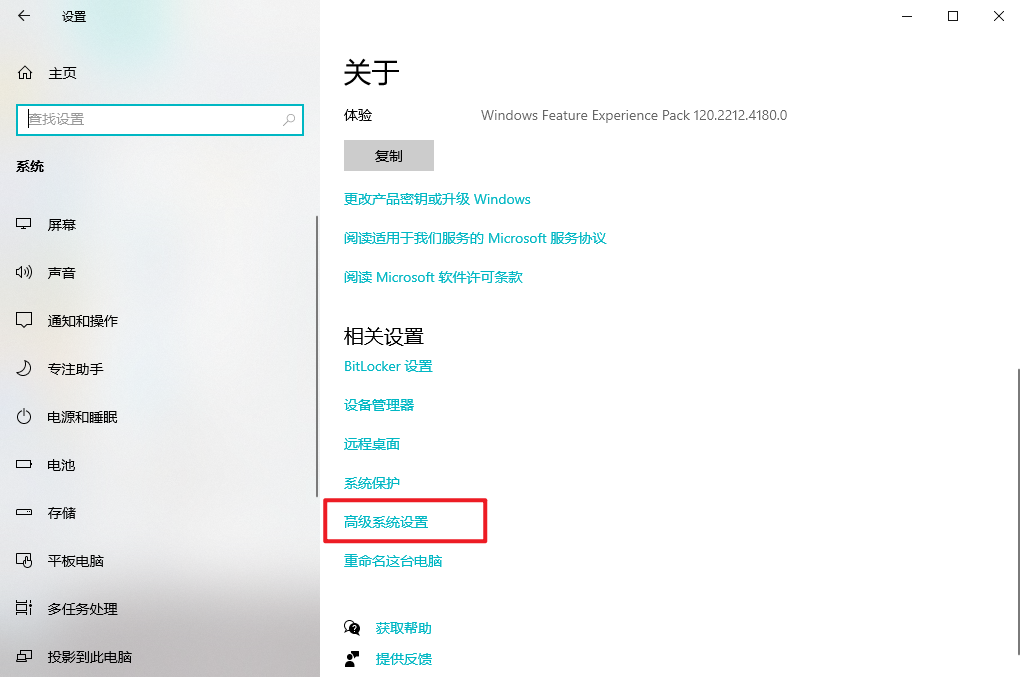 设置
主页
查找设置
系统
屏幕
声音
通知和操作
专注助手
电源和睡眠
电池
存储
平板电脑
多任务处理
投影到此电脑
关于
体验 Windows Feature Experience Pack 120.2212.4180.0
复制
更改产品密钥或升级 Windows
阅读适用于我们服务的 Microsoft 服务协议
阅读 Microsoft 软件许可条款
相关设置
BitLocker 设置
设备管理器
远程桌面
系统保护
高级系统设置
重命名这台电脑
获取帮助
提供反馈